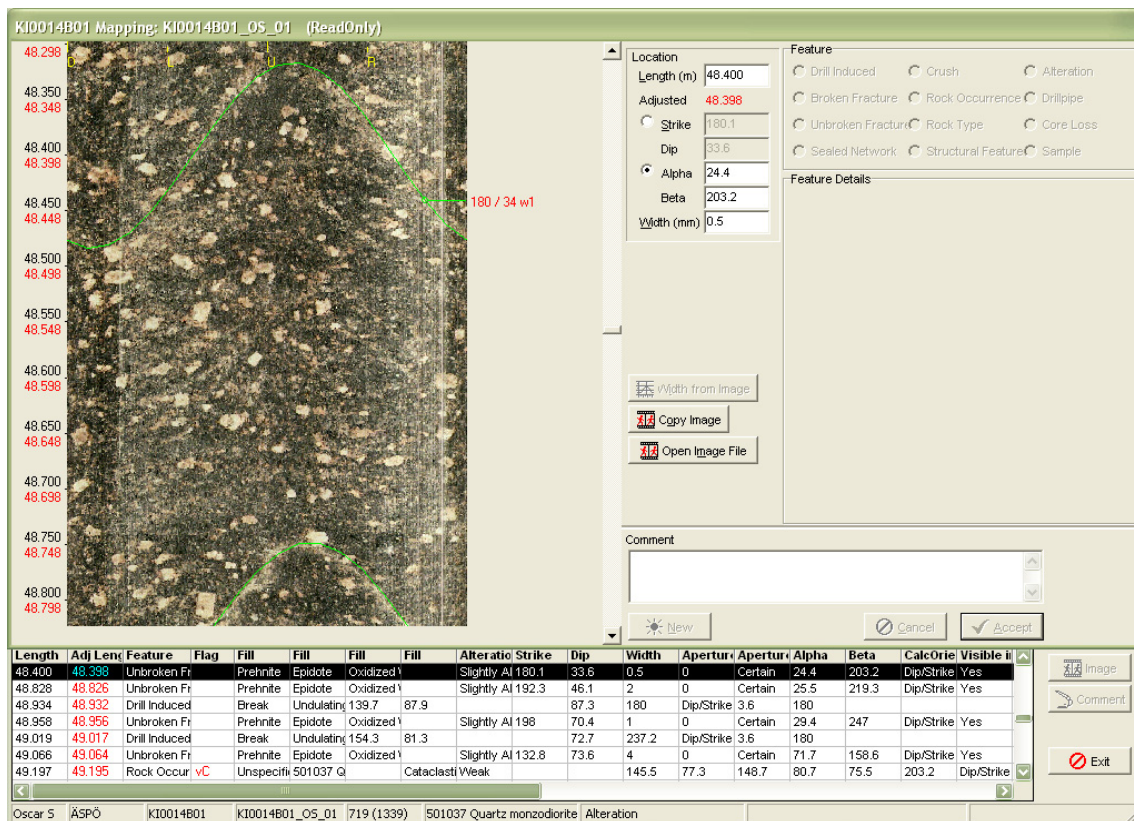 KI0014B01 Mapping: KI0014B01_OS_01 (ReadOnly)
48.298
D L U R
48.350
48.348
48.400
48.398
48.450
48.448
48.500
48.498
48.550
48.548
48.600
48.598
48.650
48.648
48.700
48.698
48.750
48.748
48.800
48.798
180 / 34 w1
Location
Length (m) 48.400
Adjusted 48.398
Strike 180.1
Dip 33.6
Alpha 24.4
Beta 203.2
Width (mm) 0.5
Width from Image
Copy Image
Open Image File
Feature
Drill Induced Crush Alteration
Broken Fracture Rock Occurrence Drillpipe
Unbroken Fracture Rock Type Core Loss
Sealed Network Structural Feature Sample
Feature Details
Comment
New Cancel Accept
Length Adj Leng Feature Flag Fill Fill Fill Fill Alteratio Strike Dip Width Aperture Aperture Alpha Beta CalcOrie Visible i
48.400 48.398 Unbroken Fr Prehnite Epidote Oxidized Slightly Al 180.1 33.6 0.5 0 Certain 24.4 203.2 Dip/Strike Yes
48.828 48.826 Unbroken Fr Prehnite Epidote Oxidized Slightly Al 192.3 46.1 2 0 Certain 25.5 219.3 Dip/Strike Yes
48.934 48.932 Drill Induced Break Undulating 139.7 87.9 87.3 180 Dip/Strike 3.6 180
48.958 48.956 Unbroken Fr Prehnite Epidote Oxidized Slightly Al 198 70.4 1 0 Certain 29.4 247 Dip/Strike Yes
49.019 49.017 Drill Induced Break Undulating 154.3 81.3 72.7 237.2 Dip/Strike 3.6 180
49.066 49.064 Unbroken Fr Prehnite Epidote Oxidized Slightly Al 132.8 73.6 4 0 Certain 71.7 158.6 Dip/Strike Yes
49.197 49.195 Rock Occur vC Unspecifi 501037 Q Cataclasti Weak 145.5 77.3 148.7 80.7 75.5 203.2 Dip/Strike
Image
Comment
Exit
Oscar S ÄSPÖ KI0014B01 KI0014B01_OS_01 719 (1339) 501037 Quartz monzodiorite Alteration